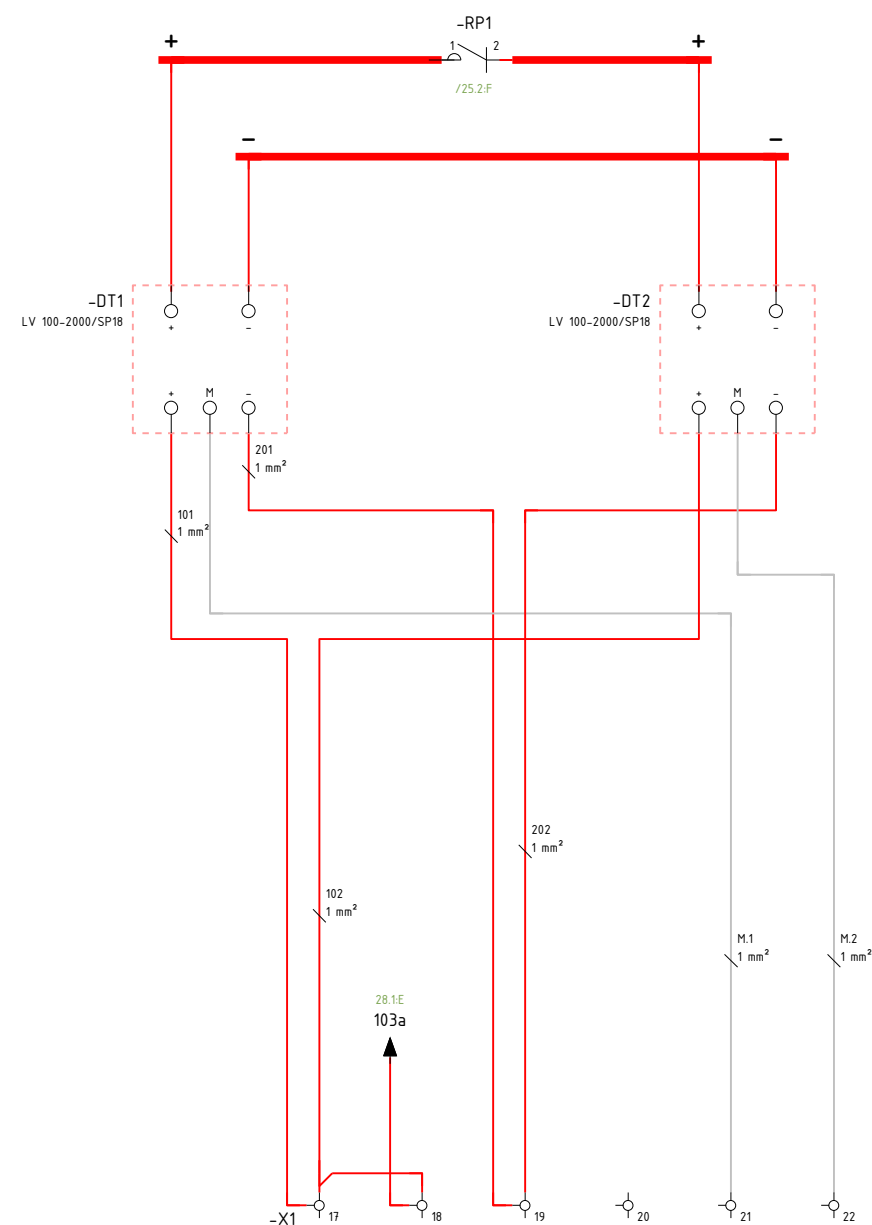 -RP1
+ 1 2 +
/25.2:F
- -
-DT1
LV 100-2000/SP18
+ -
+ M -
-DT2
LV 100-2000/SP18
+ -
+ M -
201
1 mm²
101
1 mm²
202
1 mm²
102
1 mm²
M.1
1 mm²
M.2
1 mm²
28.1:E
103a
-X1 17 18 19 20 21 22